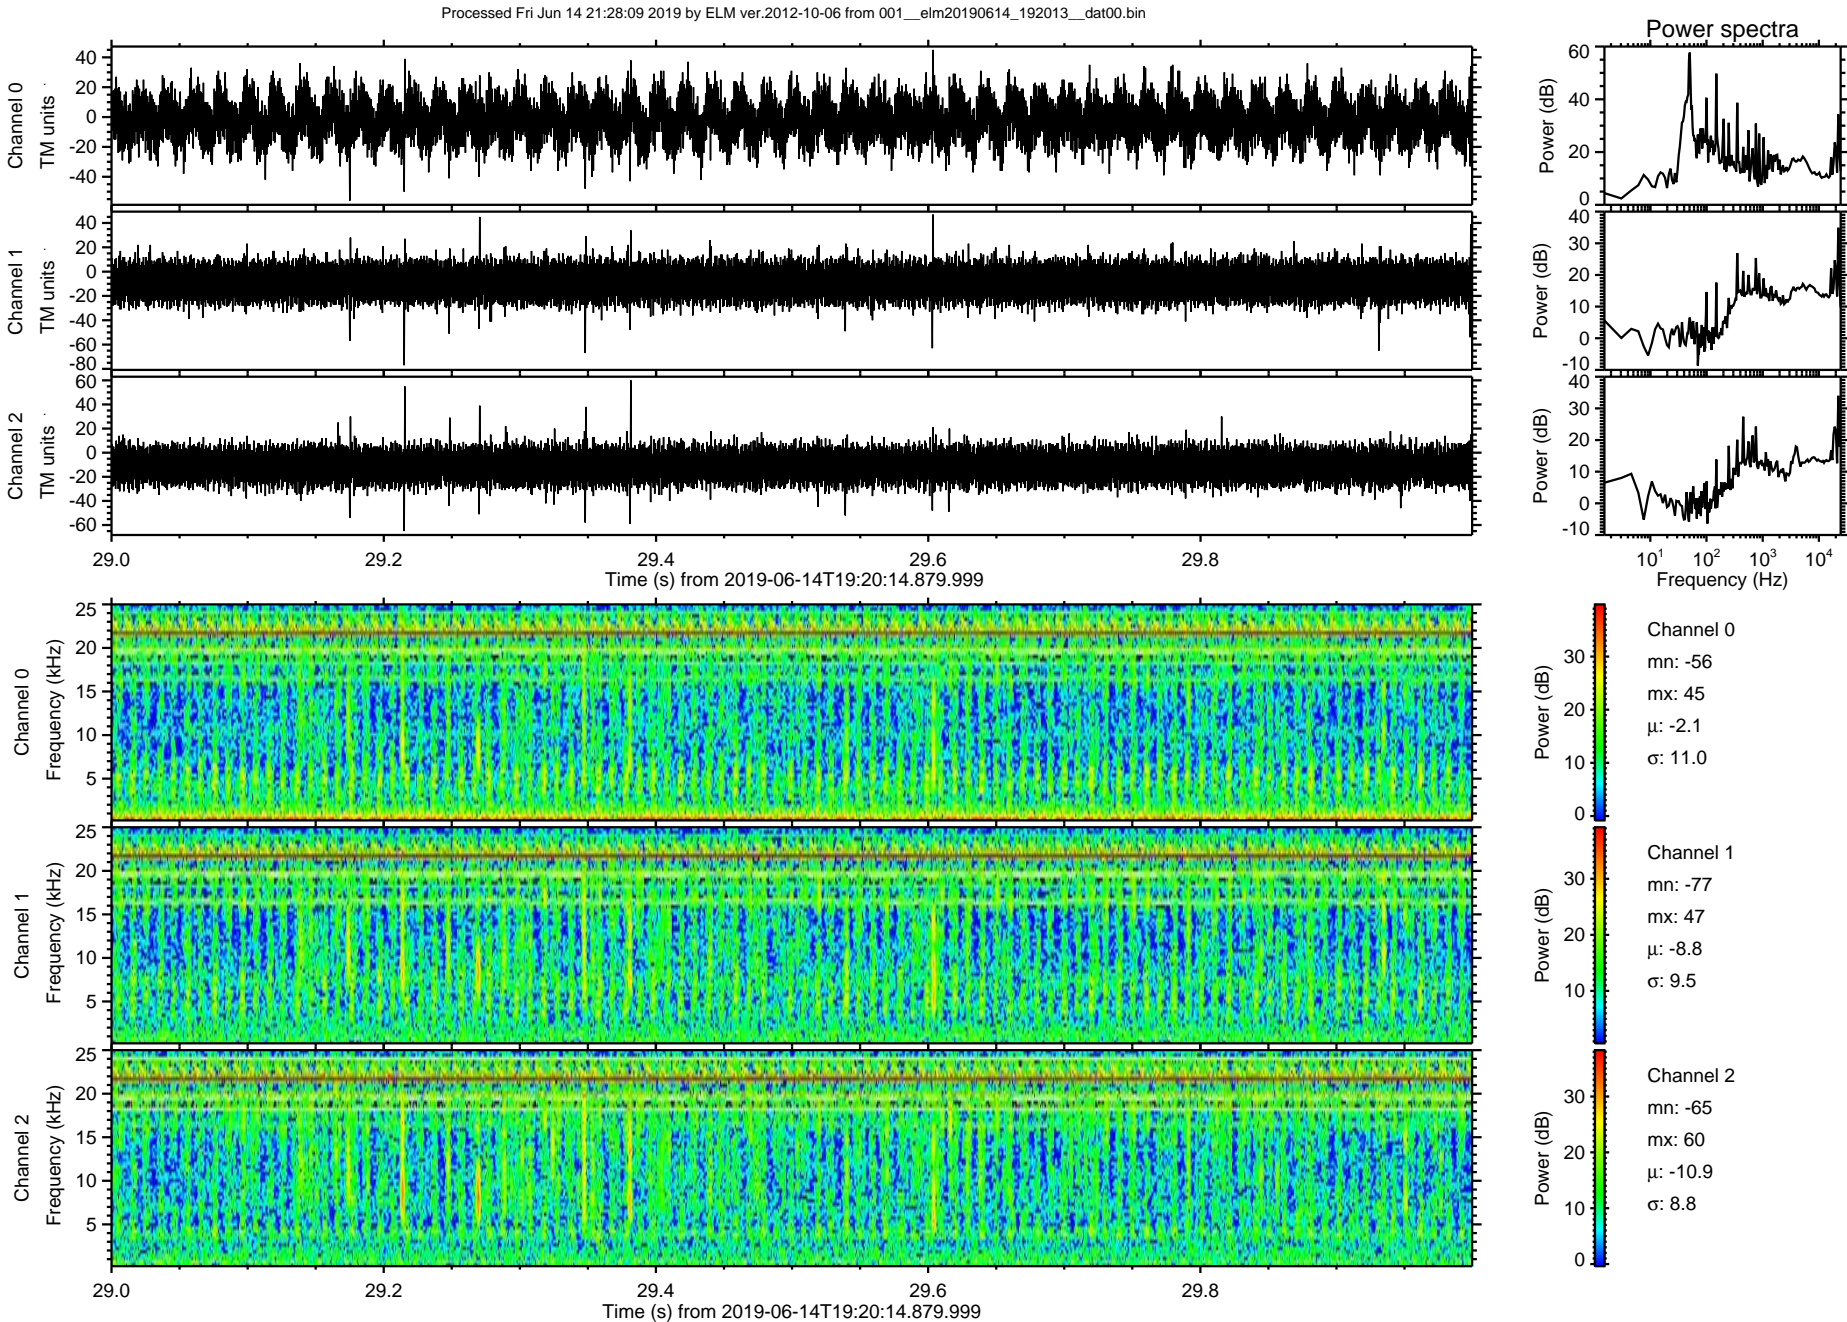 Processed Fri Jun 14 21:28:09 2019 by ELM ver.2012-10-06 from 001__elm20190614_192013__dat00.bin
Power spectra
Channel 0
TM units
40
20
0
-20
-40
Power (dB)
60
40
20
0
Channel 1
TM units
40
20
0
-20
-40
-60
-80
Power (dB)
40
30
20
10
0
-10
Channel 2
TM units
60
40
20
0
-20
-40
-60
Power (dB)
40
30
20
10
0
-10
29.0 29.2 29.4 29.6 29.8
Time (s) from 2019-06-14T19:20:14.879.999
10¹ 10² 10³ 10⁴
Frequency (Hz)
Channel 0
Frequency (kHz)
25
20
15
10
5
Power (dB)
30
20
10
0
Channel 0
mn: -56
mx: 45
μ: -2.1
σ: 11.0
Channel 1
Frequency (kHz)
25
20
15
10
5
Power (dB)
30
20
10
Channel 1
mn: -77
mx: 47
μ: -8.8
σ: 9.5
Channel 2
Frequency (kHz)
25
20
15
10
5
Power (dB)
30
20
10
0
Channel 2
mn: -65
mx: 60
μ: -10.9
σ: 8.8
29.0 29.2 29.4 29.6 29.8
Time (s) from 2019-06-14T19:20:14.879.999